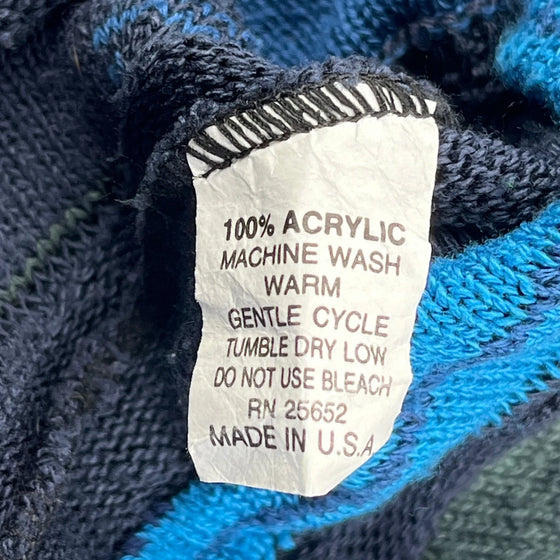 100% ACRYLIC
MACHINE WASH
WARM
GENTLE CYCLE
TUMBLE DRY LOW
DO NOT USE BLEACH
RN 25652
MADE IN U.S.A